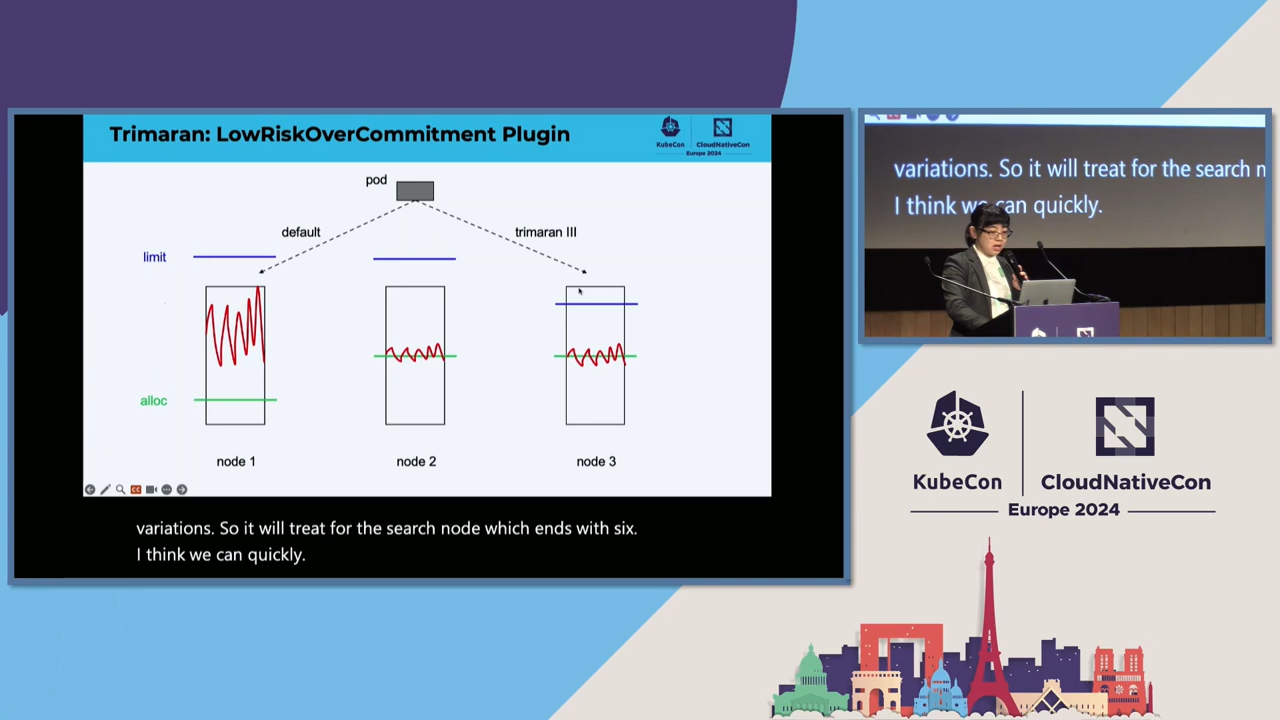 Trimaran: LowRiskOverCommitment Plugin
KubeCon
CloudNativeCon
Europe 2024
pod
default
trimaran III
limit
alloc
node 1
node 2
node 3
variations. So it will treat for the search node which ends with six.
I think we can quickly.
variations. So it will treat for the search n
I think we can quickly.
KubeCon
CloudNativeCon
Europe 2024